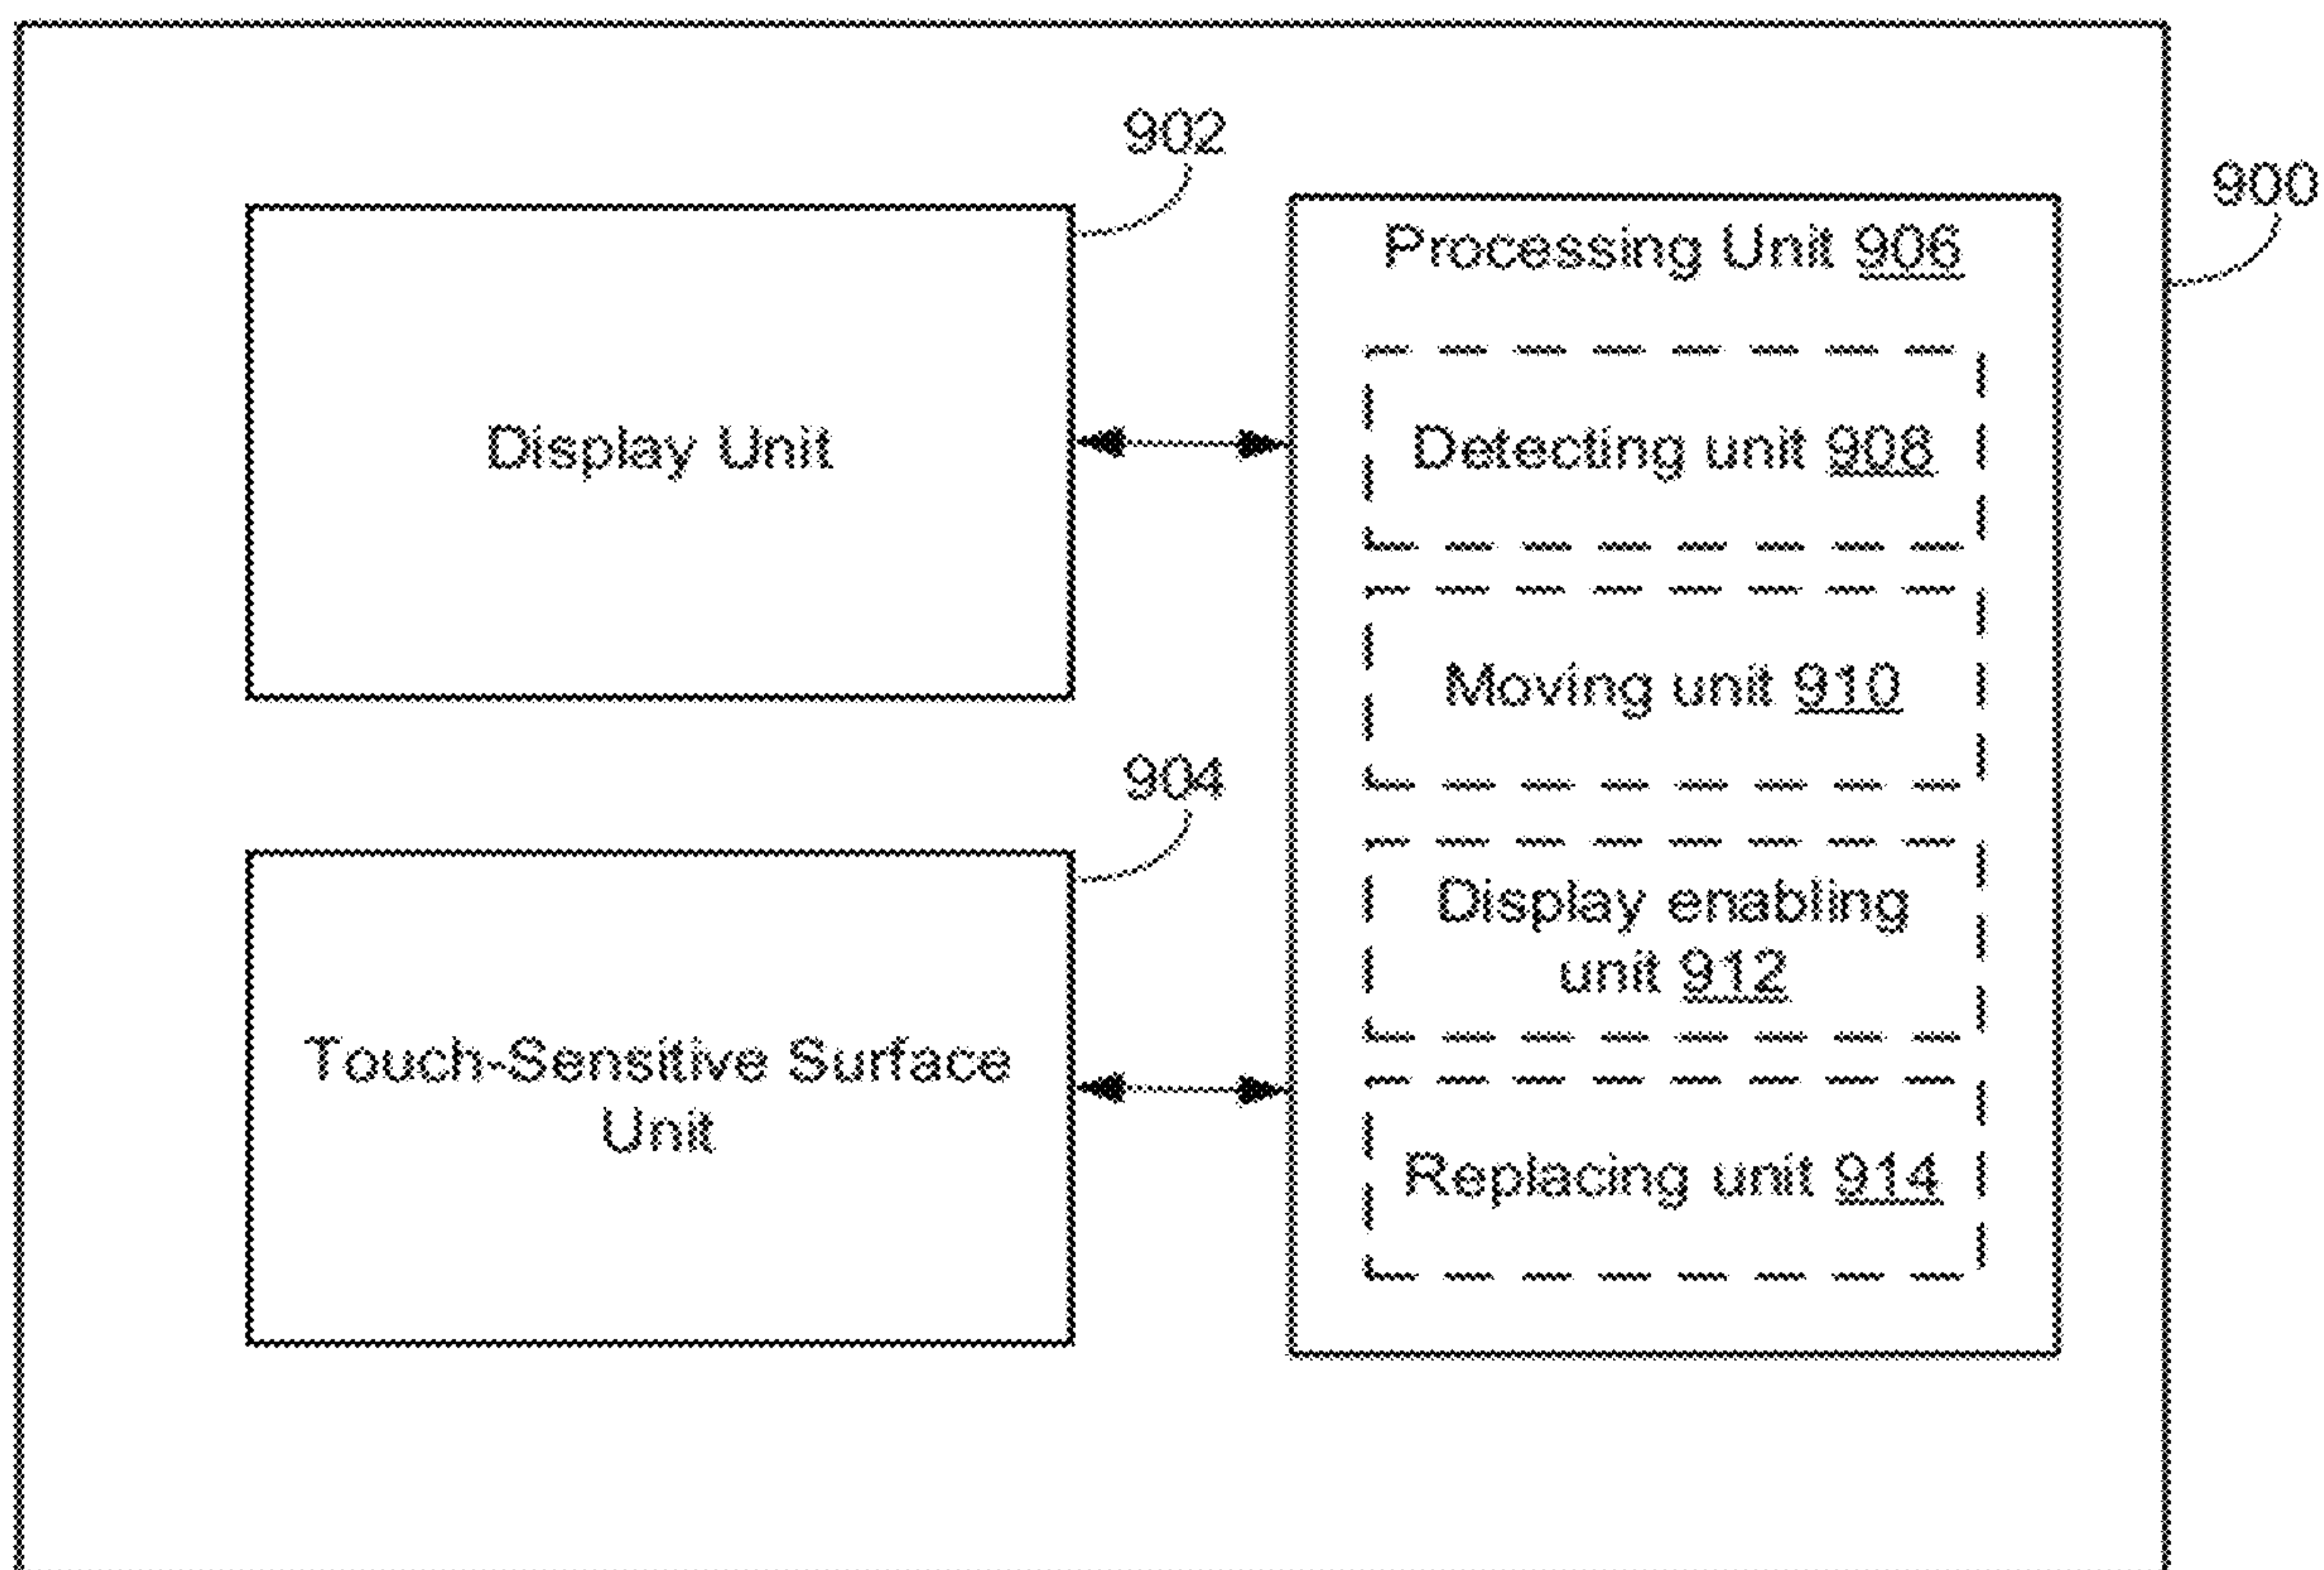 902
900
Display Unit
904
Touch-Sensitive Surface
Unit
Processing Unit 906
Detecting unit 908
Moving unit 910
Display enabling
unit 912
Replacing unit 914